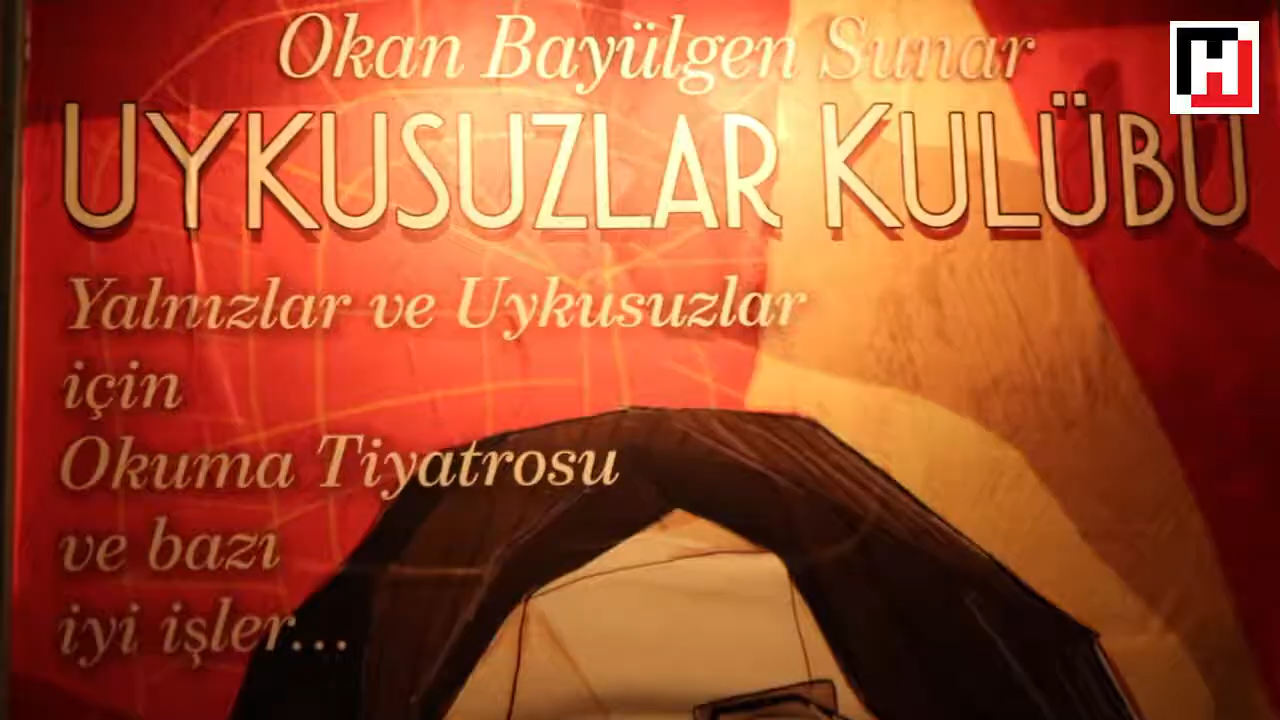 Okan Bayülgen Sunar
UYKUSUZLAR KULÜBÜ
Yalnızlar ve Uykusuzlar
için
Okuma Tiyatrosu
ve bazı
iyi işler...